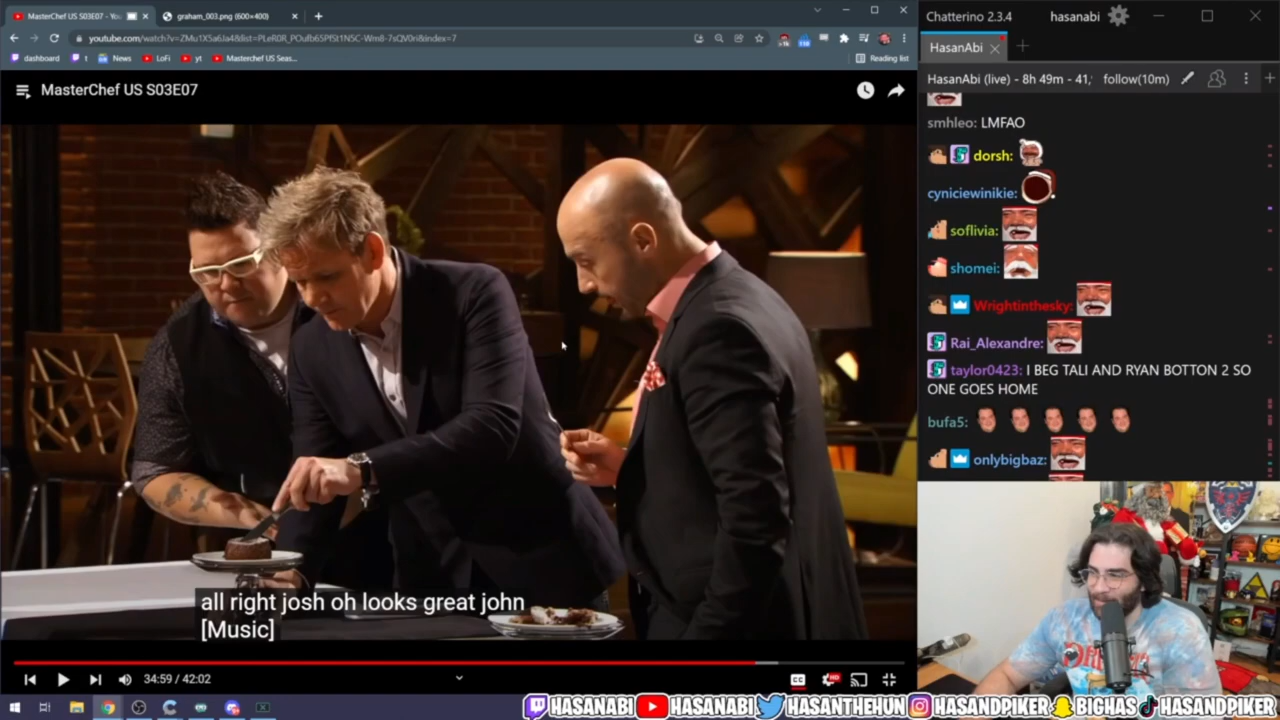 MasterChef US S03E07 - You
graham_003.png (600×400)
Chatterino 2.3.4
hasanabi
youtube.com/watch?v=ZMu1X5a6Ja4&list=PLeR0R_POufb65PfSt1N5C-Wm8-7sQV0ri&index=7
HasanAbi
dashboard
t
News
LoFi
yt
Masterchef US Seas...
Reading list
HasanAbi (live) - 8h 49m - 41,
follow(10m)
MasterChef US S03E07
smhleo: LMFAO
dorsh:
cyniciewinikie:
soflivia:
shomei:
Wrightinthesky:
Rai_Alexandre:
taylor0423: I BEG TALI AND RYAN BOTTON 2 SO
ONE GOES HOME
bufa5:
onlybigbaz:
all right josh oh looks great john
[Music]
34:59 / 42:02
CC
HD
HASANABI
HASANABI
HASANTHEHUN
HASANDPIKER
BIGHAS
HASANDPIKER